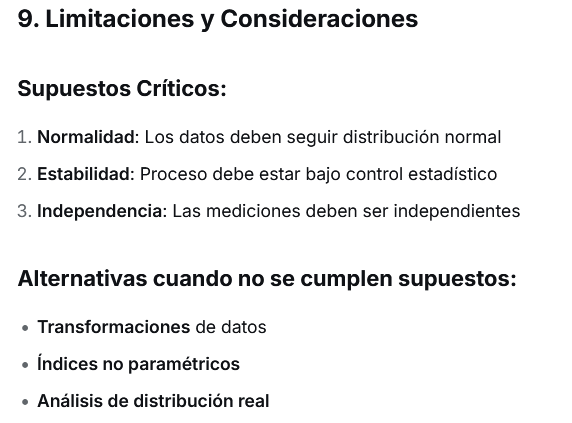 9. Limitaciones y Consideraciones
Supuestos Críticos:
1. Normalidad: Los datos deben seguir distribución normal
2. Estabilidad: Proceso debe estar bajo control estadístico
3. Independencia: Las mediciones deben ser independientes
Alternativas cuando no se cumplen supuestos:
• Transformaciones de datos
• Índices no paramétricos
• Análisis de distribución real